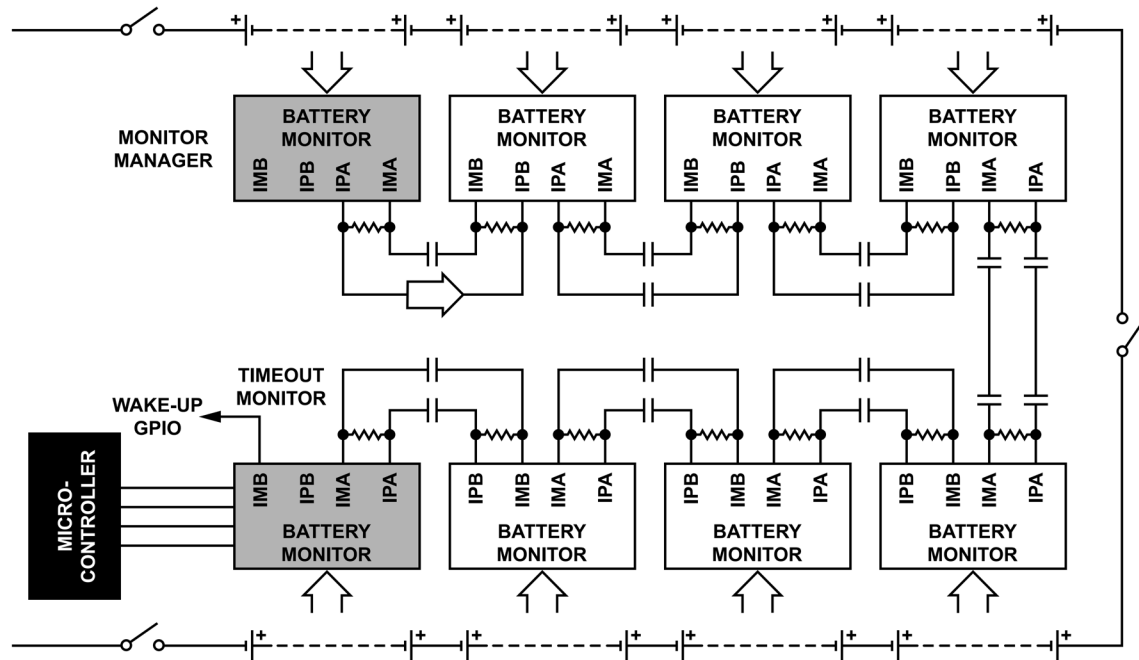 + + + + + + + +
BATTERY
MONITOR
BATTERY
MONITOR
BATTERY
MONITOR
BATTERY
MONITOR
MONITOR
MANAGER
IMB IPB IPA IMA
IMB IPB IPA IMA
IMB IPB IPA IMA
IMB IPB IMA IPA
TIMEOUT
MONITOR
WAKE-UP
GPIO
MICRO-
CONTROLLER
IMB IPB IMA IPA
IPB IMB IMA IPA
IPB IMB IMA IPA
IPB IMB IMA IPA
BATTERY
MONITOR
BATTERY
MONITOR
BATTERY
MONITOR
BATTERY
MONITOR
+ + + + + + + +